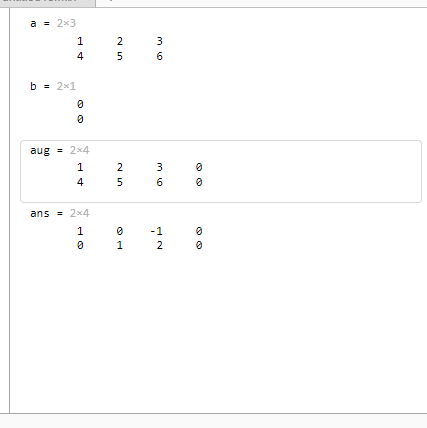 a = 2×3
1 2 3
4 5 6
b = 2×1
0
0
aug = 2×4
1 2 3 0
4 5 6 0
ans = 2×4
1 0 -1 0
0 1 2 0